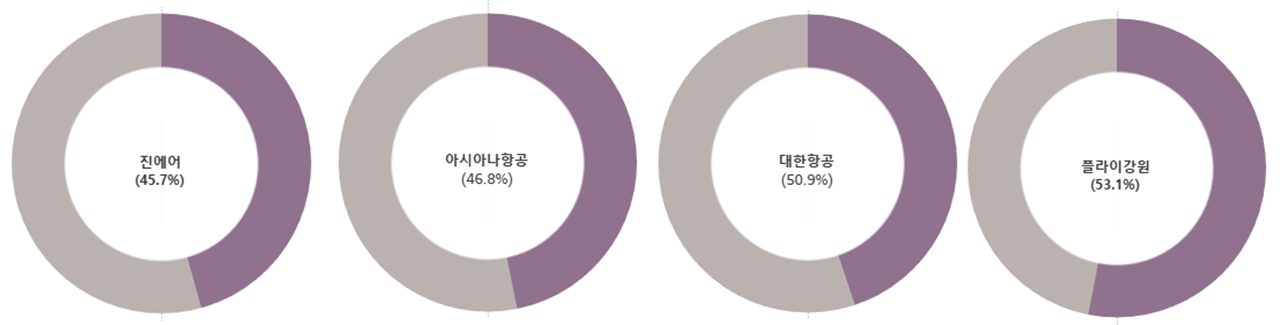 진에어
(45.7%)
아시아나항공
(46.8%)
대한항공
(50.9%)
플라이강원
(53.1%)